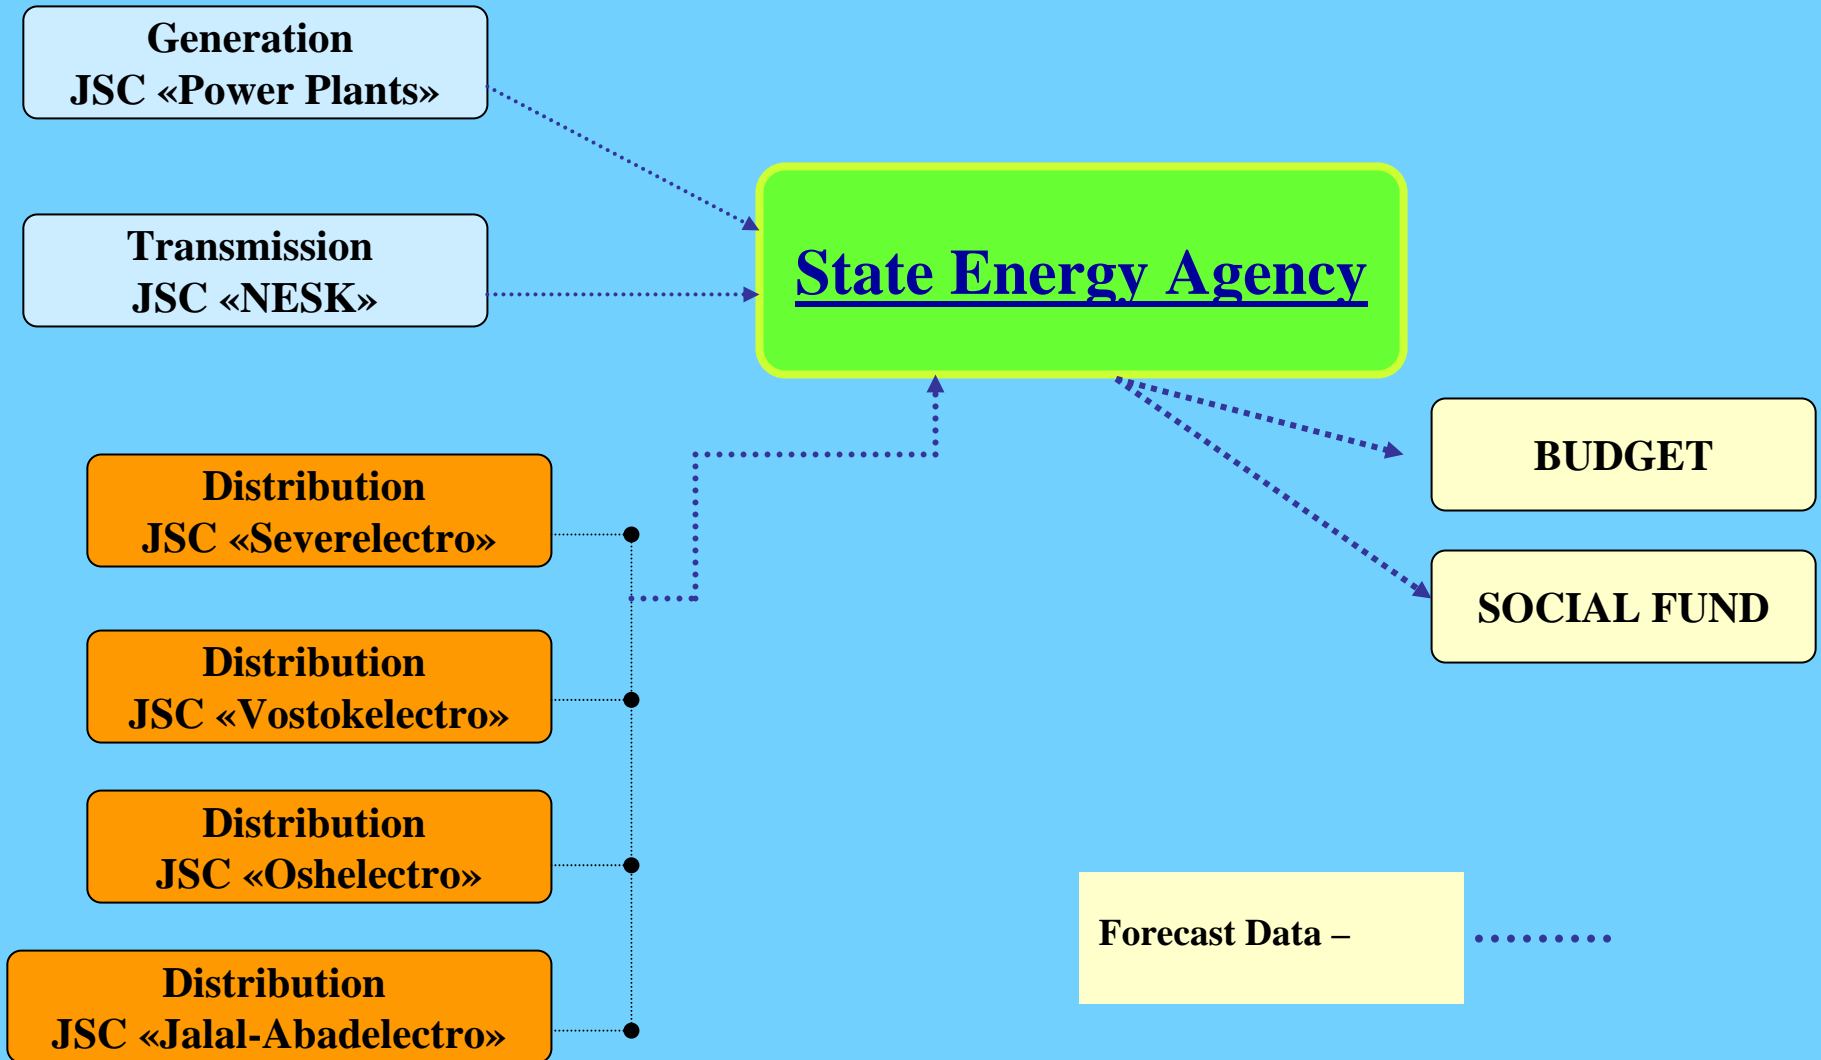 Generation
JSC «Power Plants»
Transmission
JSC «NESK»
State Energy Agency
BUDGET
SOCIAL FUND
Distribution
JSC «Severelectro»
Distribution
JSC «Vostokelectro»
Distribution
JSC «Oshelectro»
Distribution
JSC «Jalal-Abadelectro»
Forecast Data –